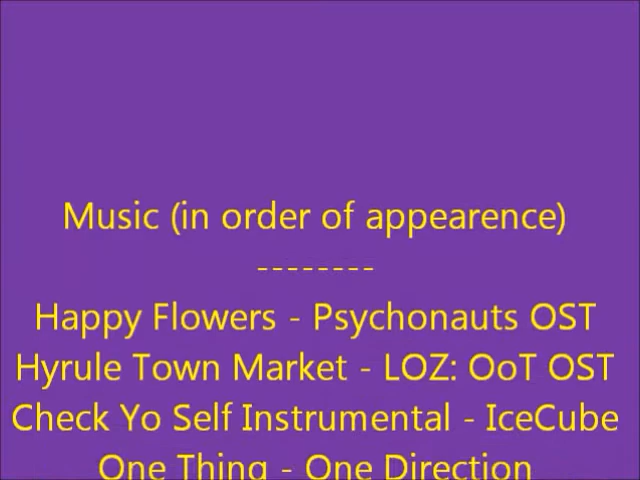 Music (in order of appearence)
--------
Happy Flowers - Psychonauts OST
Hyrule Town Market - LOZ: OoT OST
Check Yo Self Instrumental - IceCube
One Thing - One Direction